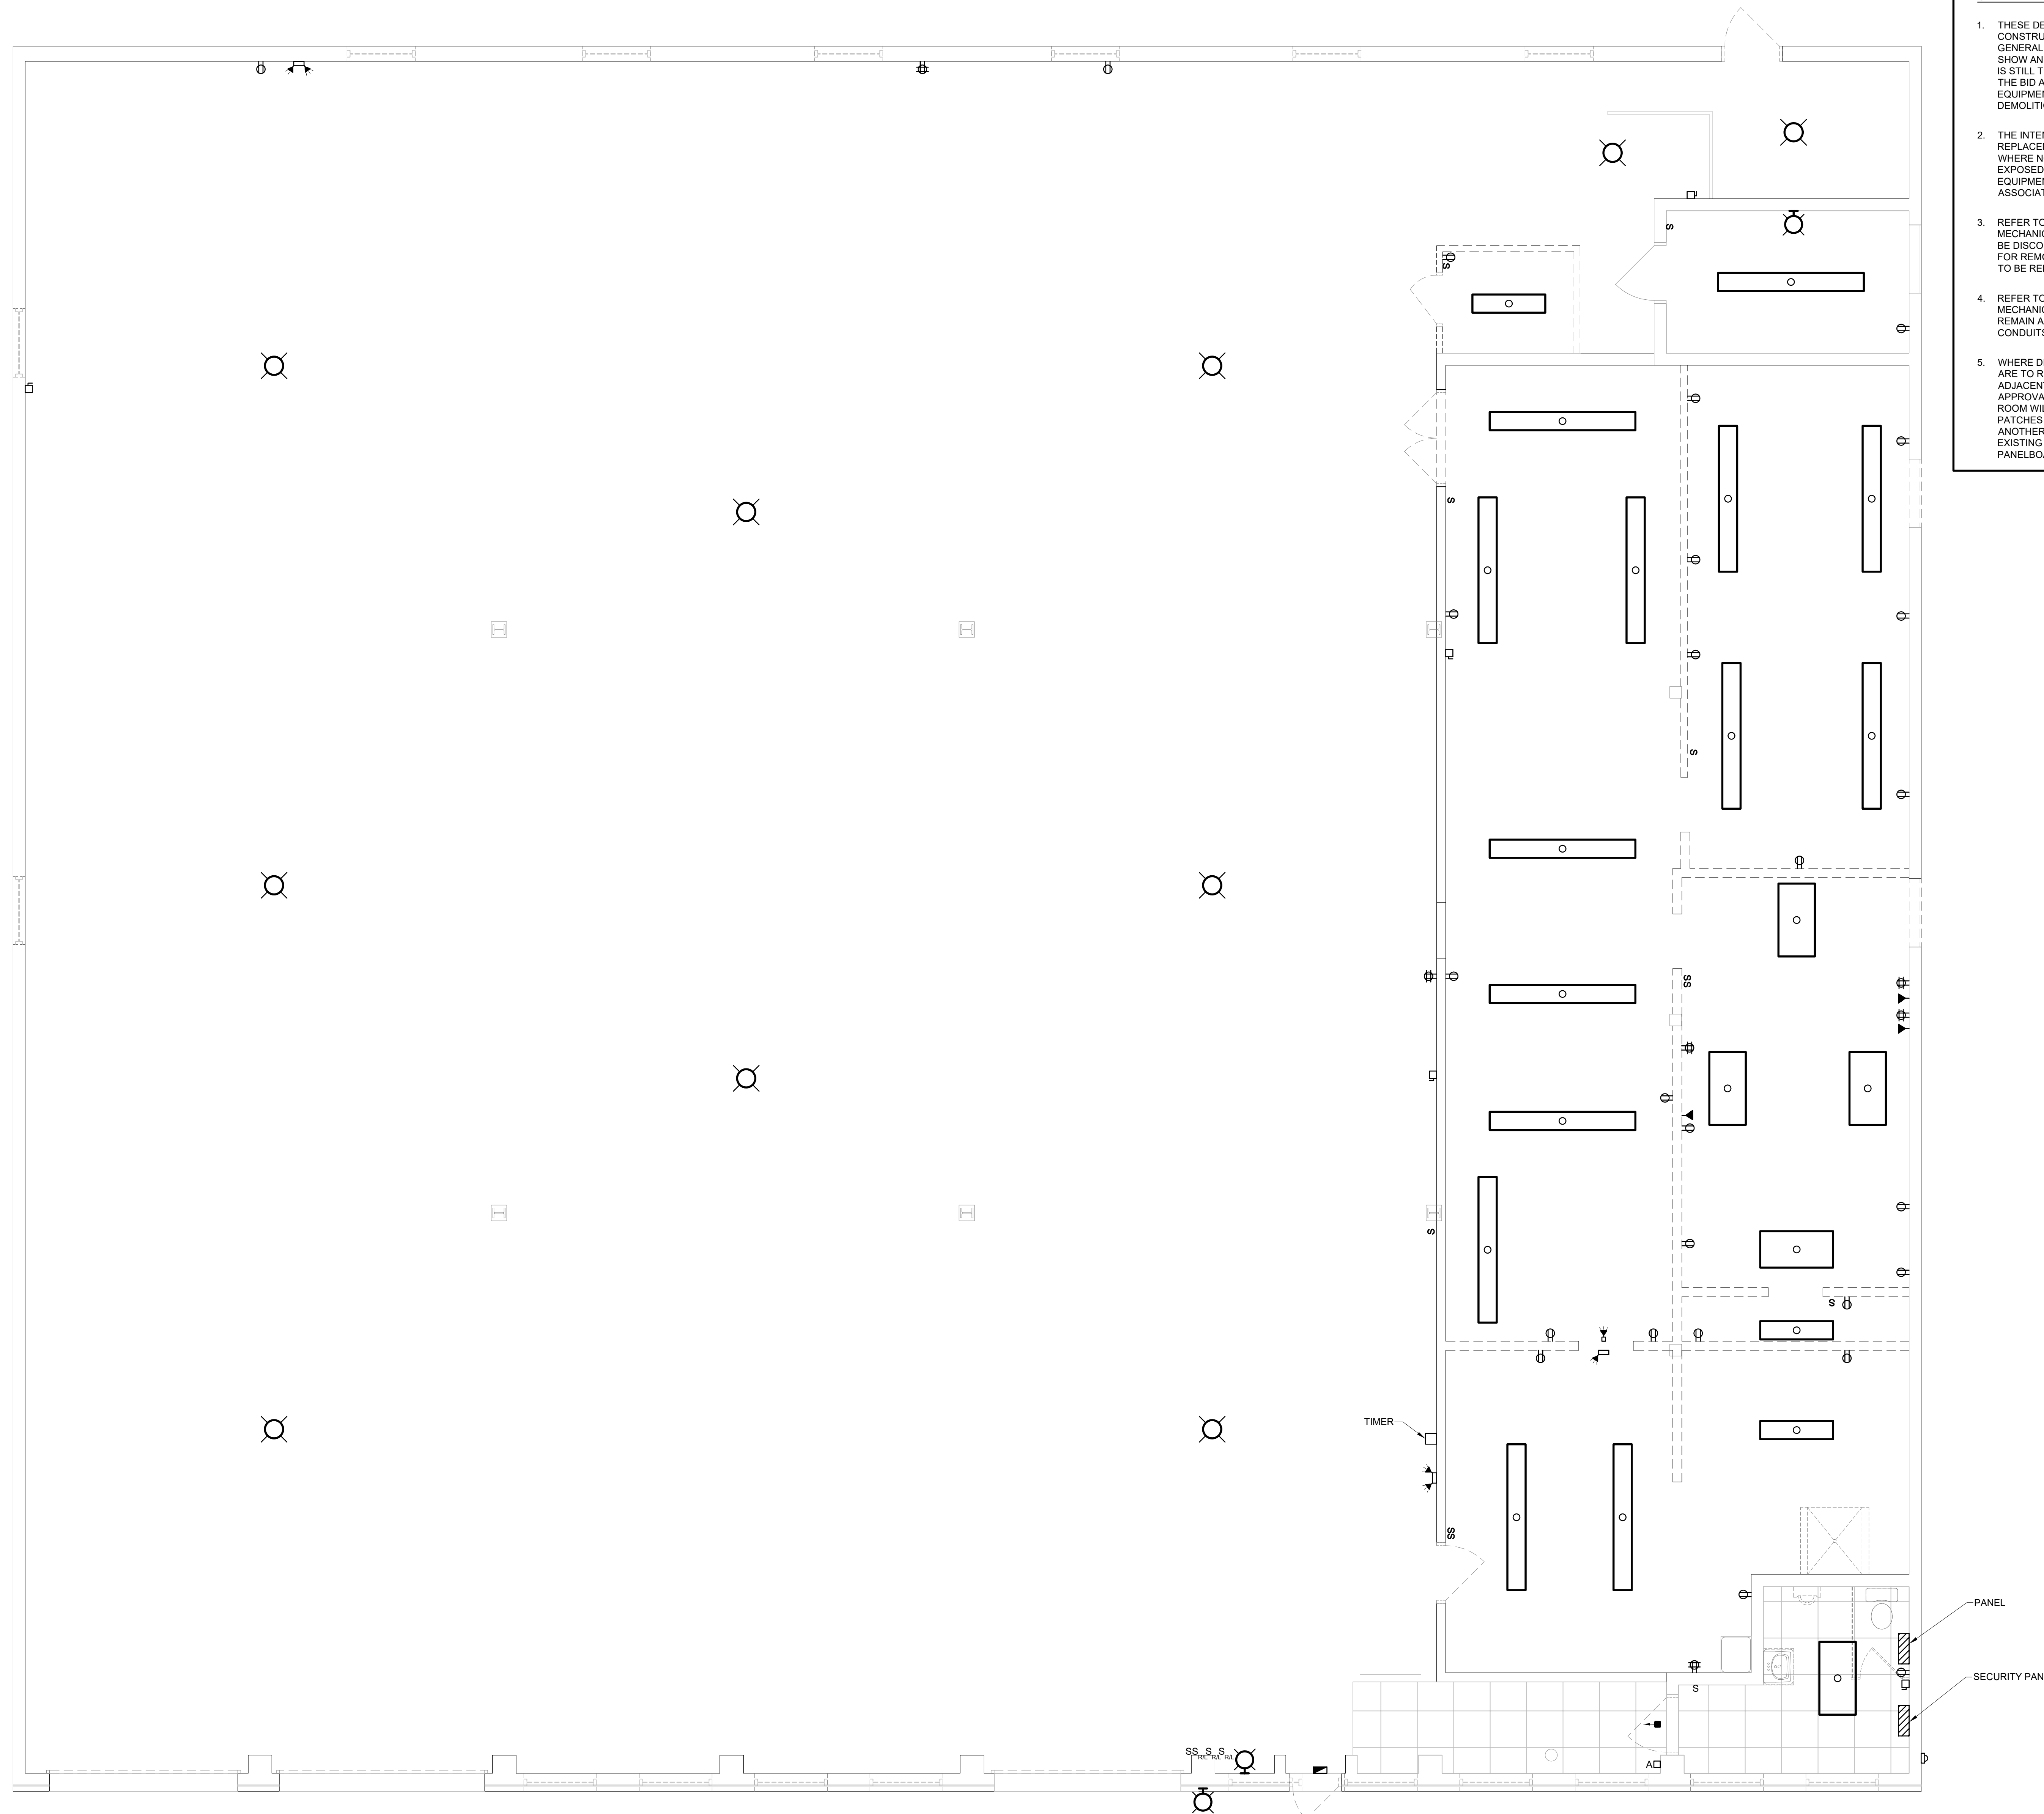 1. THESE DE
CONSTRU
GENERAL
SHOW AN
IS STILL T
THE BID A
EQUIPMEN
DEMOLITI
2. THE INTEN
REPLACEM
WHERE N
EXPOSED
EQUIPMEN
ASSOCIAT
3. REFER TO
MECHANIC
BE DISCO
FOR REMO
TO BE RE
4. REFER TO
MECHANIC
REMAIN A
CONDUITS
5. WHERE D
ARE TO R
ADJACENT
APPROVA
ROOM WIL
PATCHES
ANOTHER
EXISTING
PANELBOA
S
S
S
S
SS
S
S
TIMER
SS
PANEL
SECURITY PAN
S
SS R/L S R/L S R/L
A